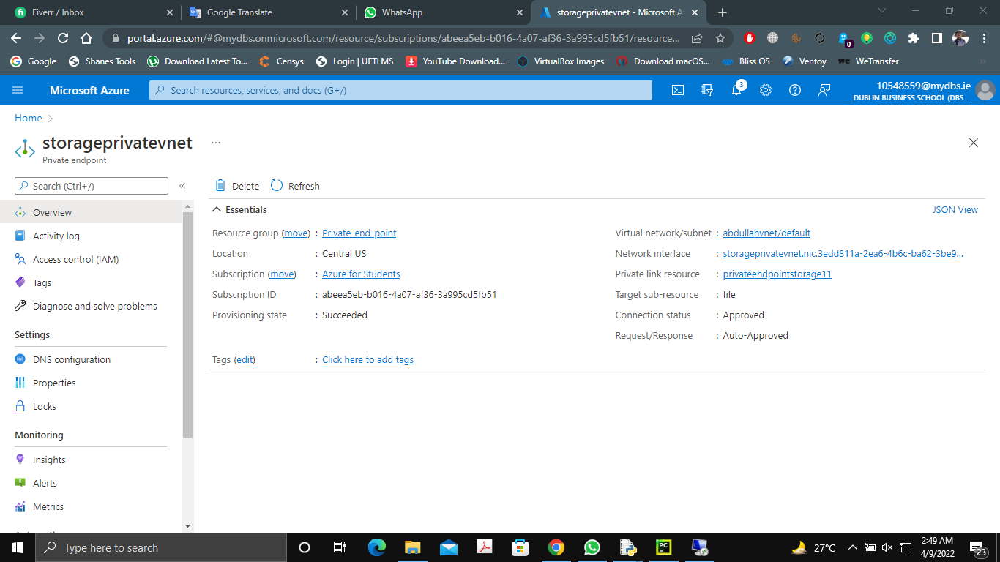 Fiverr / Inbox
Google Translate
WhatsApp
storageprivatevnet - Microsoft A
portal.azure.com/#@mydbs.onmicrosoft.com/resource/subscriptions/abeea5eb-b016-4a07-af36-3a995cd5fb51/resource...
0
Google
Shanes Tools
Download Latest To...
Censys
Login | UETLMS
YouTube Download...
VirtualBox Images
Download macOS...
Bliss OS
Ventoy
WeTransfer
Microsoft Azure
Search resources, services, and docs (G+/)
3
10548559@mydbs.ie
DUBLIN BUSINESS SCHOOL (DBS...
Home
storageprivatevnet
...
Private endpoint
Search (Ctrl+/)
«
Delete
Refresh
Overview
Activity log
Access control (IAM)
Tags
Diagnose and solve problems
Settings
DNS configuration
Properties
Locks
Monitoring
Insights
Alerts
Metrics
Essentials
JSON View
Resource group (move) : Private-end-point
Location : Central US
Subscription (move) : Azure for Students
Subscription ID : abeea5eb-b016-4a07-af36-3a995cd5fb51
Provisioning state : Succeeded
Virtual network/subnet : abdullahvnet/default
Network interface : storageprivatevnet.nic.3edd811a-2ea6-4b6c-ba62-3be9...
Private link resource : privateendpointstorage11
Target sub-resource : file
Connection status : Approved
Request/Response : Auto-Approved
Tags (edit) : Click here to add tags
Type here to search
PC
27°C
2:49 AM
4/9/2022
23